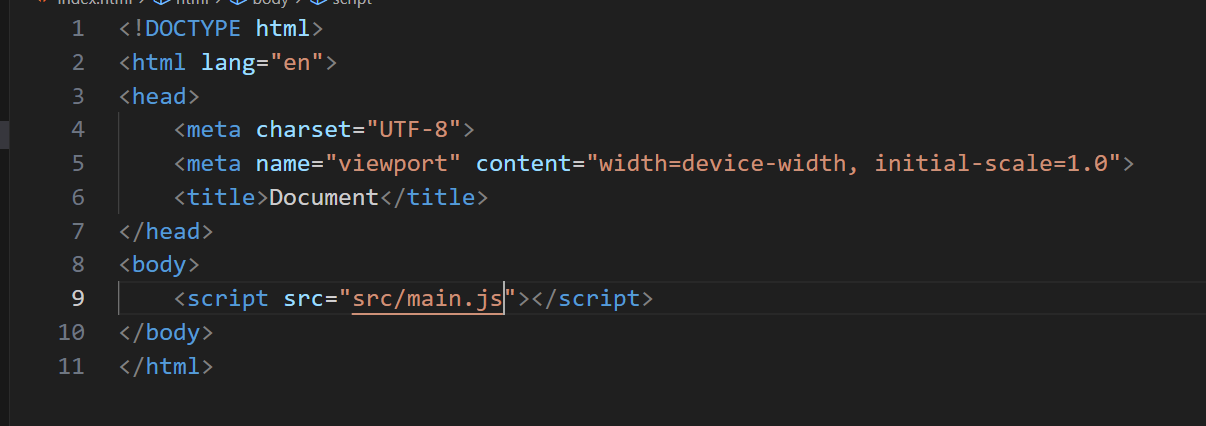 index.html > html > body > script
1 <!DOCTYPE html>
2 <html lang="en">
3 <head>
4     <meta charset="UTF-8">
5     <meta name="viewport" content="width=device-width, initial-scale=1.0">
6     <title>Document</title>
7 </head>
8 <body>
9     <script src="src/main.js"></script>
10 </body>
11 </html>